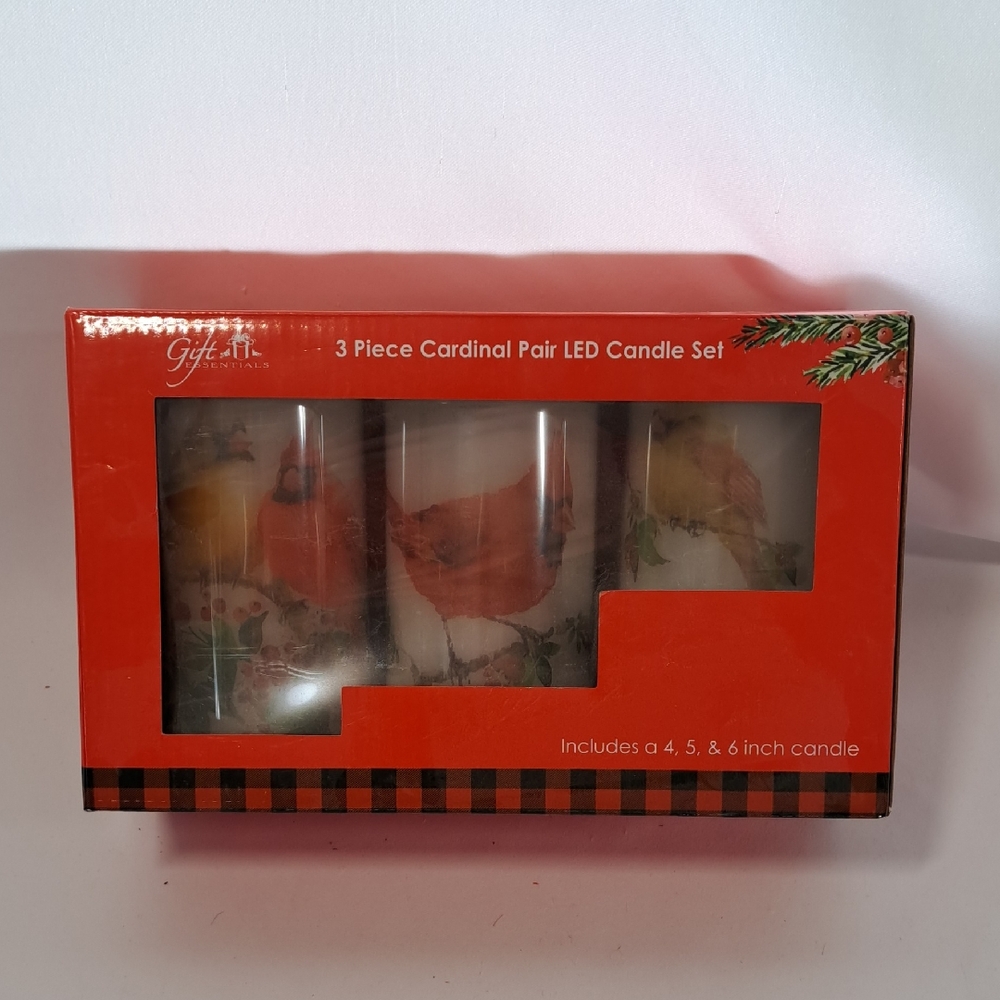 Gift
ESSENTIALS
3 Piece Cardinal Pair LED Candle Set
Includes a 4, 5, & 6 inch candle